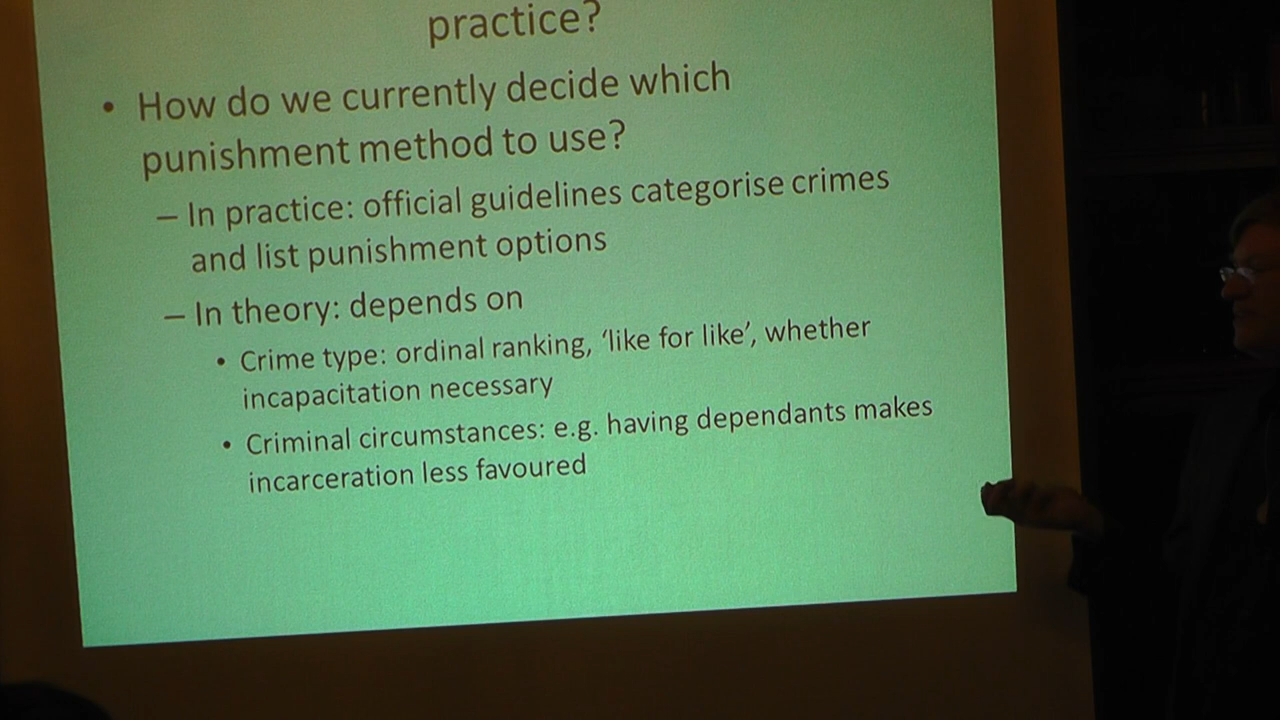 practice?
• How do we currently decide which
punishment method to use?
– In practice: official guidelines categorise crimes
and list punishment options
– In theory: depends on
• Crime type: ordinal ranking, ‘like for like’, whether
incapacitation necessary
• Criminal circumstances: e.g. having dependants makes
incarceration less favoured